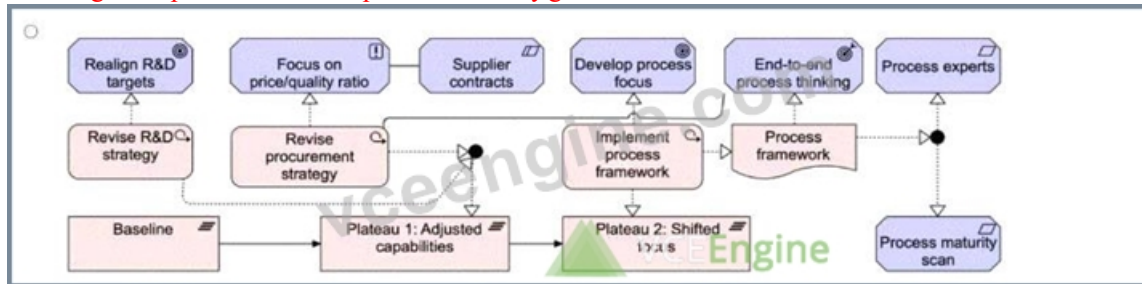 Realign R&D
targets
Focus on
price/quality ratio
Supplier
contracts
Develop process
focus
End-to-end
process thinking
Process experts
Revise R&D
strategy
Revise
procurement
strategy
Implement
process
framework
Process
framework
Baseline
Plateau 1: Adjusted
capabilities
Plateau 2: Shifted
focus
Process maturity
scan
vceengine.com
VCEEngine